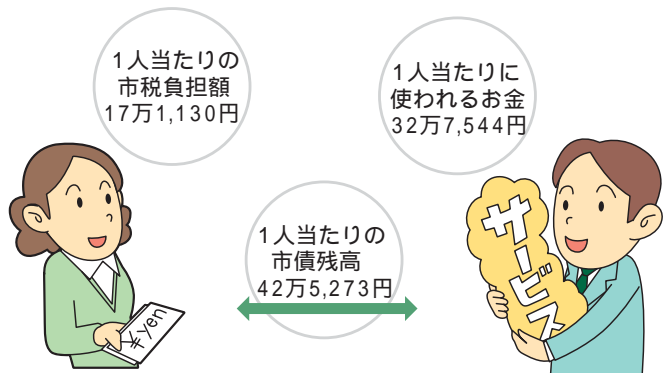 1人当たりの
市税負担額
17万1,130円
1人当たりに
使われるお金
32万7,544円
1人当たりの
市債残高
42万5,273円
¥yen
サービス